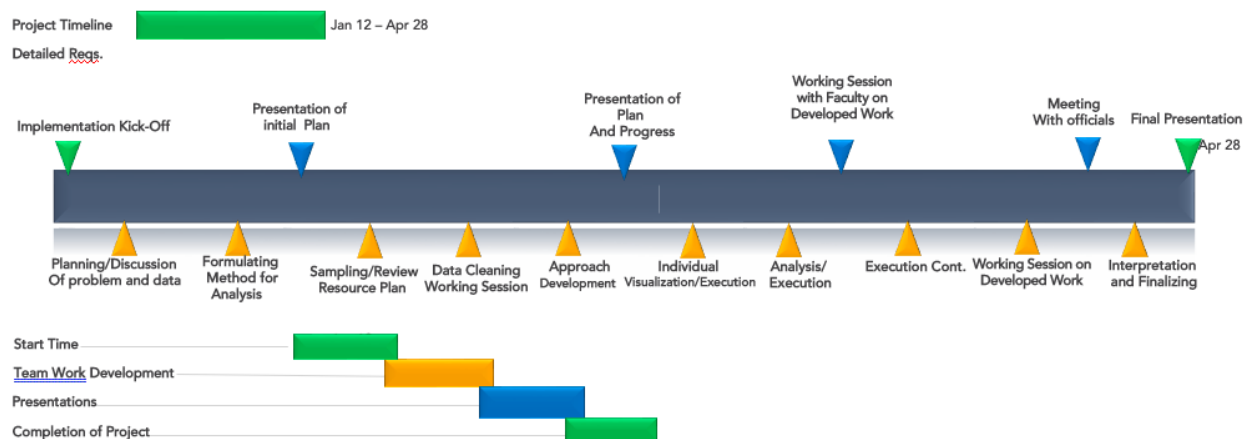 Project Timeline
Jan 12 – Apr 28
Detailed Reqs.
Implementation Kick-Off
Presentation of
initial Plan
Presentation of
Plan
And Progress
Working Session
with Faculty on
Developed Work
Meeting
With officials
Final Presentation
Apr 28
Planning/Discussion
Of problem and data
Formulating
Method for
Analysis
Sampling/Review
Resource Plan
Data Cleaning
Working Session
Approach
Development
Individual
Visualization/Execution
Analysis/
Execution
Execution Cont.
Working Session on
Developed Work
Interpretation
and Finalizing
Start Time
Team Work Development
Presentations
Completion of Project